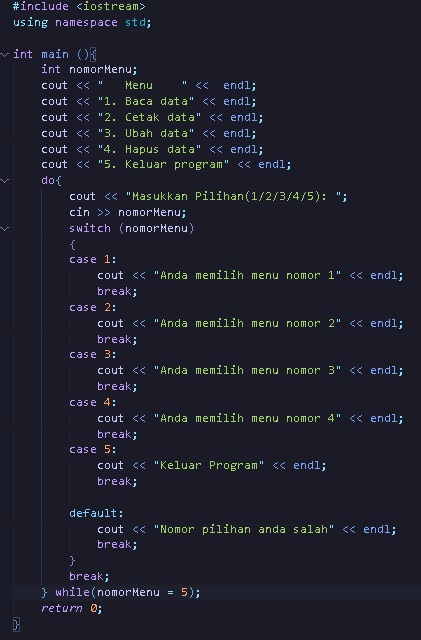 #include <iostream>
using namespace std;

int main (){
    int nomorMenu;
    cout << "   Menu    " <<  endl;
    cout << "1. Baca data" << endl;
    cout << "2. Cetak data" << endl;
    cout << "3. Ubah data" << endl;
    cout << "4. Hapus data" << endl;
    cout << "5. Keluar program" << endl;
    do{
        cout << "Masukkan Pilihan(1/2/3/4/5): ";
        cin >> nomorMenu;
        switch (nomorMenu)
        {
        case 1:
            cout << "Anda memilih menu nomor 1" << endl;
            break;
        case 2:
            cout << "Anda memilih menu nomor 2" << endl;
            break;
        case 3:
            cout << "Anda memilih menu nomor 3" << endl;
            break;
        case 4:
            cout << "Anda memilih menu nomor 4" << endl;
            break;
        case 5:
            cout << "Keluar Program" << endl;
            break;

        default:
            cout << "Nomor pilihan anda salah" << endl;
            break;
        }
        break;
    } while(nomorMenu = 5);
    return 0;
}